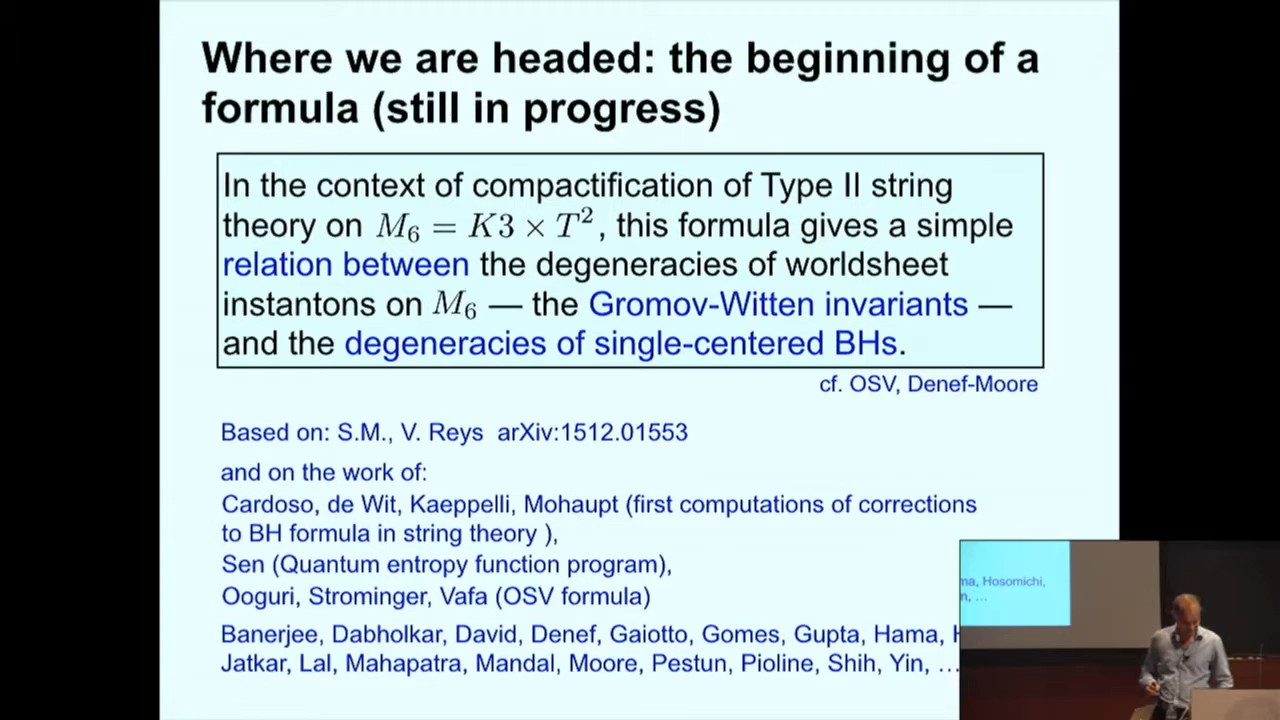 Where we are headed: the beginning of a
formula (still in progress)
In the context of compactification of Type II string
theory on M₆ = K3 × T², this formula gives a simple
relation between the degeneracies of worldsheet
instantons on M₆ — the Gromov-Witten invariants —
and the degeneracies of single-centered BHs.
cf. OSV, Denef-Moore
Based on: S.M., V. Reys arXiv:1512.01553
and on the work of:
Cardoso, de Wit, Kaeppelli, Mohaupt (first computations of corrections
to BH formula in string theory ),
Sen (Quantum entropy function program),
Ooguri, Strominger, Vafa (OSV formula)
Banerjee, Dabholkar, David, Denef, Gaiotto, Gomes, Gupta, Hama,
Jatkar, Lal, Mahapatra, Mandal, Moore, Pestun, Pioline, Shih, Yin, …
ma, Hosomichi,
n, …